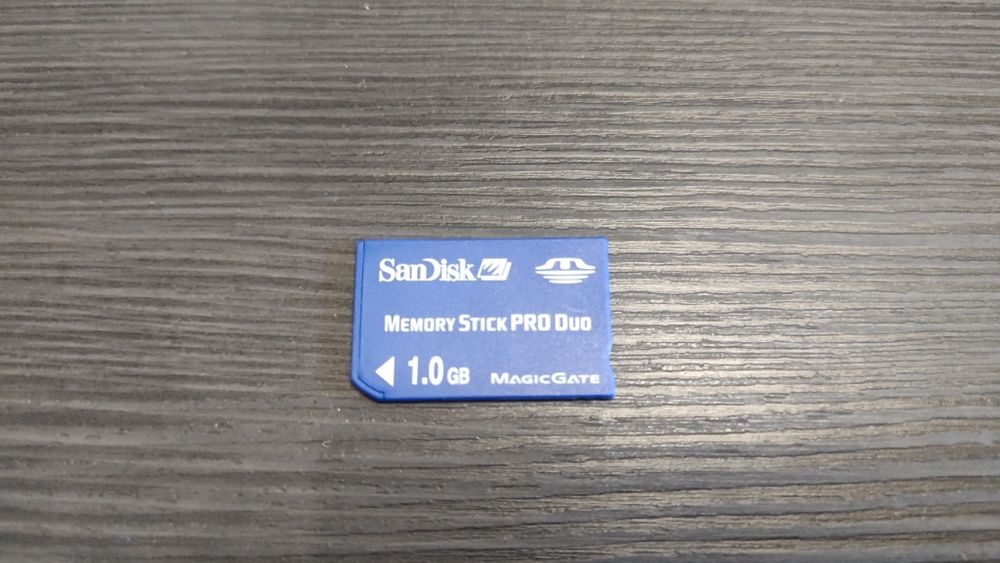 SanDisk
MEMORY STICK PRO DUO
1.0 GB MAGICGATE